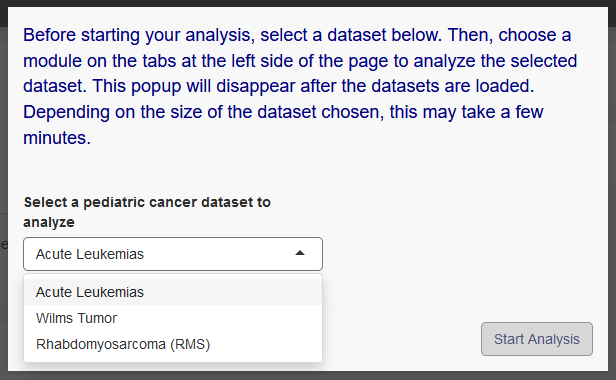 Before starting your analysis, select a dataset below. Then, choose a
module on the tabs at the left side of the page to analyze the selected
dataset. This popup will disappear after the datasets are loaded.
Depending on the size of the dataset chosen, this may take a few
minutes.
Select a pediatric cancer dataset to
analyze
Acute Leukemias
Acute Leukemias
Wilms Tumor
Rhabdomyosarcoma (RMS)
Start Analysis